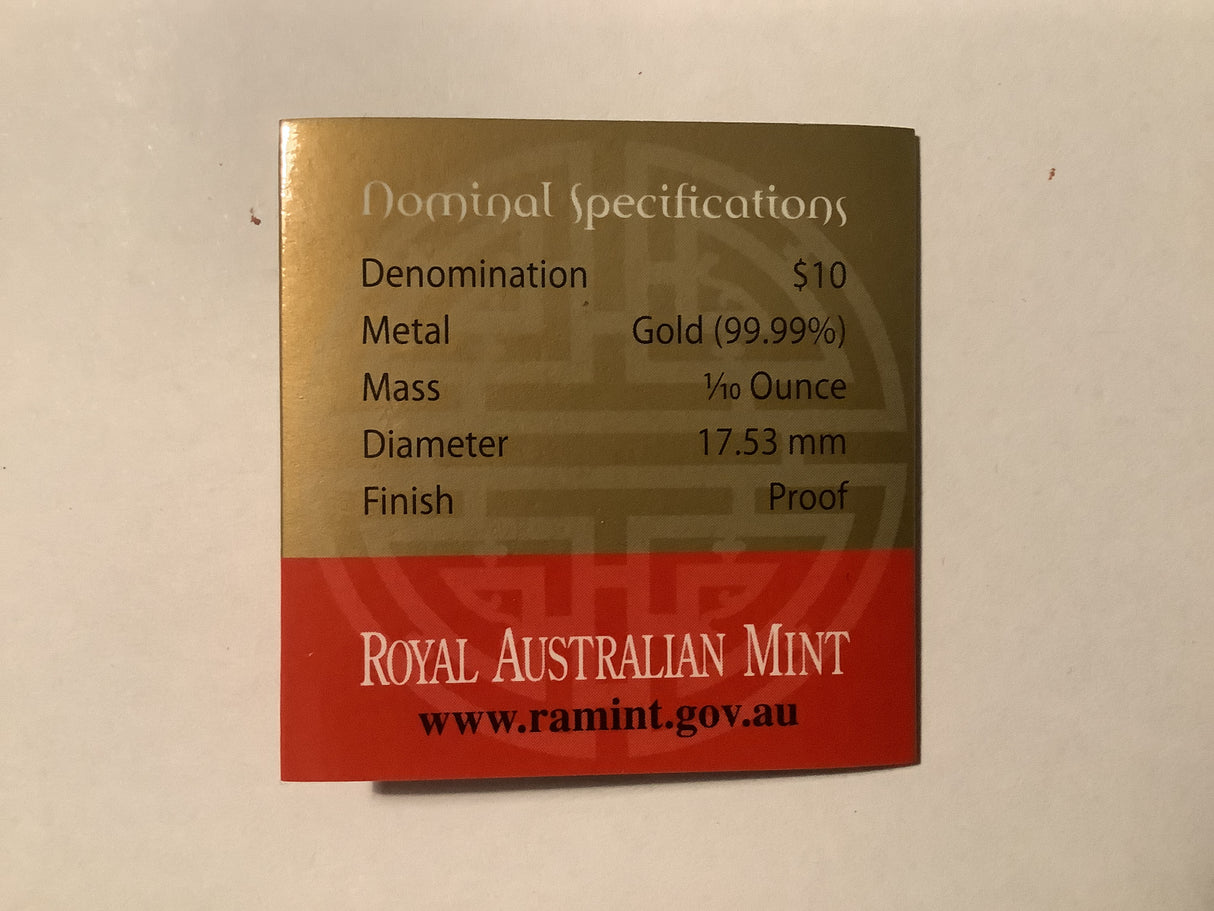 Nominal Specifications
Denomination $10
Metal Gold (99.99%)
Mass 1/10 Ounce
Diameter 17.53 mm
Finish Proof
ROYAL AUSTRALIAN MINT
www.ramint.gov.au